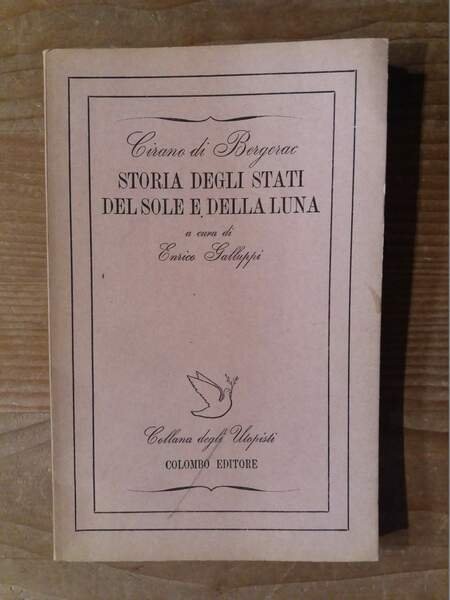 Cirano di Bergerac
STORIA DEGLI STATI
DEL SOLE E DELLA LUNA
a cura di
Enrico Galluppi
Collana degli Utopisti
COLOMBO EDITORE